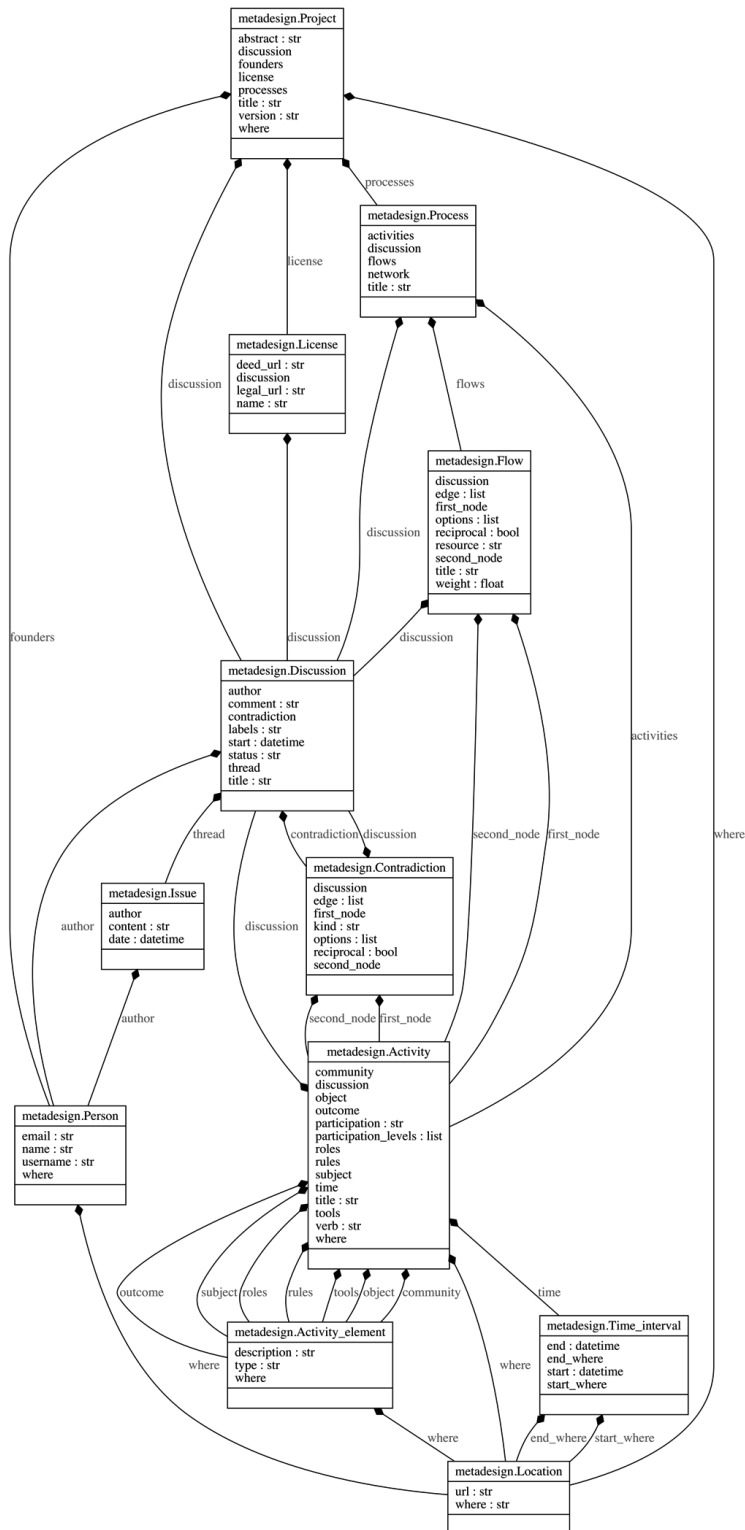 metadesign.Project
abstract : str
discussion
founders
license
processes
title : str
version : str
where
processes
metadesign.Process
activities
discussion
flows
network
title : str
license
metadesign.License
deed_url : str
discussion
legal_url : str
name : str
discussion
flows
metadesign.Flow
discussion
edge : list
first_node
options : list
reciprocal : bool
resource : str
second_node
title : str
weight : float
discussion
founders
discussion
discussion
metadesign.Discussion
author
comment : str
contradiction
labels : str
start : datetime
status : str
thread
title : str
activities
where
thread
contradiction
discussion
second_node
first_node
metadesign.Contradiction
discussion
edge : list
first_node
kind : str
options : list
reciprocal : bool
second_node
metadesign.Issue
author
content : str
date : datetime
author
discussion
author
second_node
first_node
metadesign.Activity
community
discussion
object
outcome
participation : str
participation_levels : list
roles
rules
subject
time
title : str
tools
verb : str
where
metadesign.Person
email : str
name : str
username : str
where
outcome
subject
roles
rules
tools
object
community
time
metadesign.Activity_element
description : str
type : str
where
metadesign.Time_interval
end : datetime
end_where
start : datetime
start_where
where
where
where
end_where
start_where
metadesign.Location
url : str
where : str